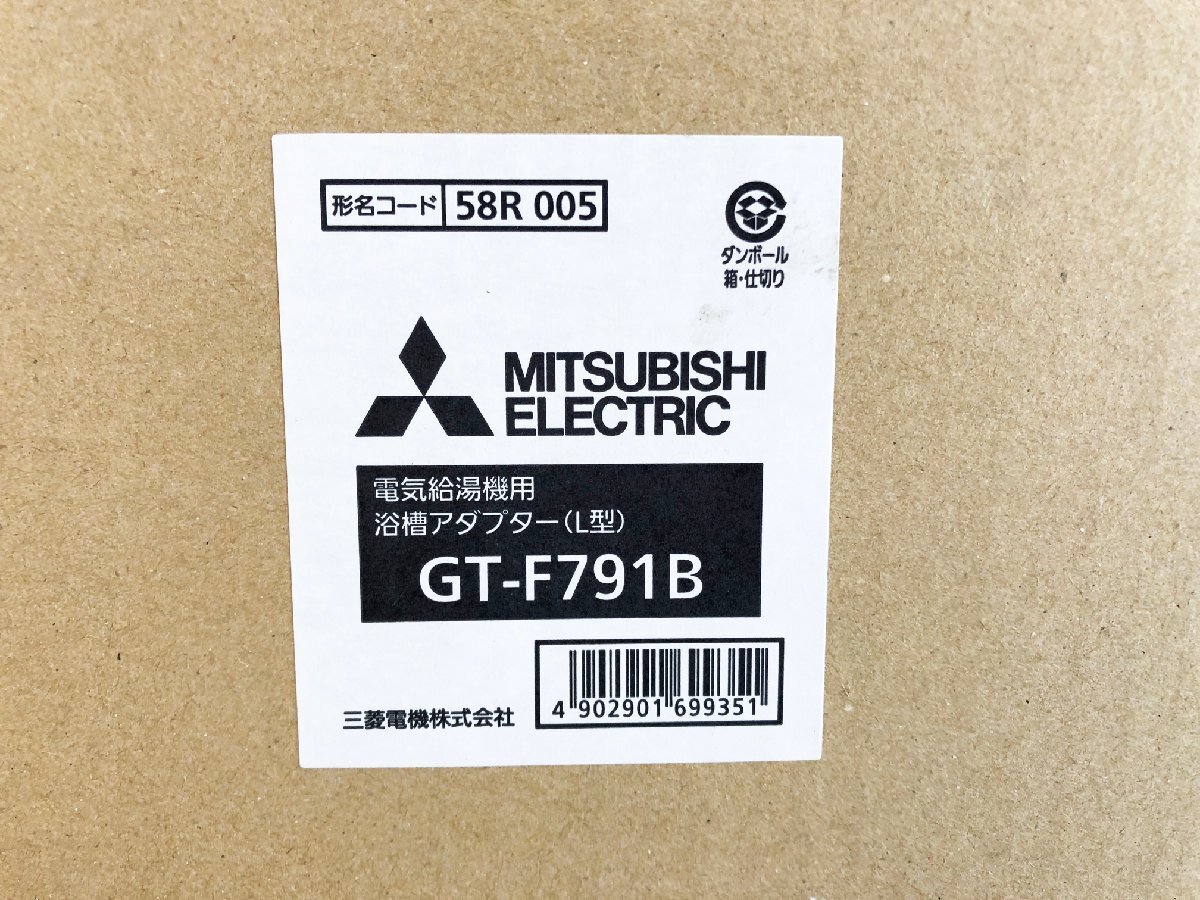 形名コード 58R 005
ダンボール
箱・仕切り
MITSUBISHI
ELECTRIC
電気給湯機用
浴槽アダプター(L型)
GT-F791B
4 902901 699351
三菱電機株式会社